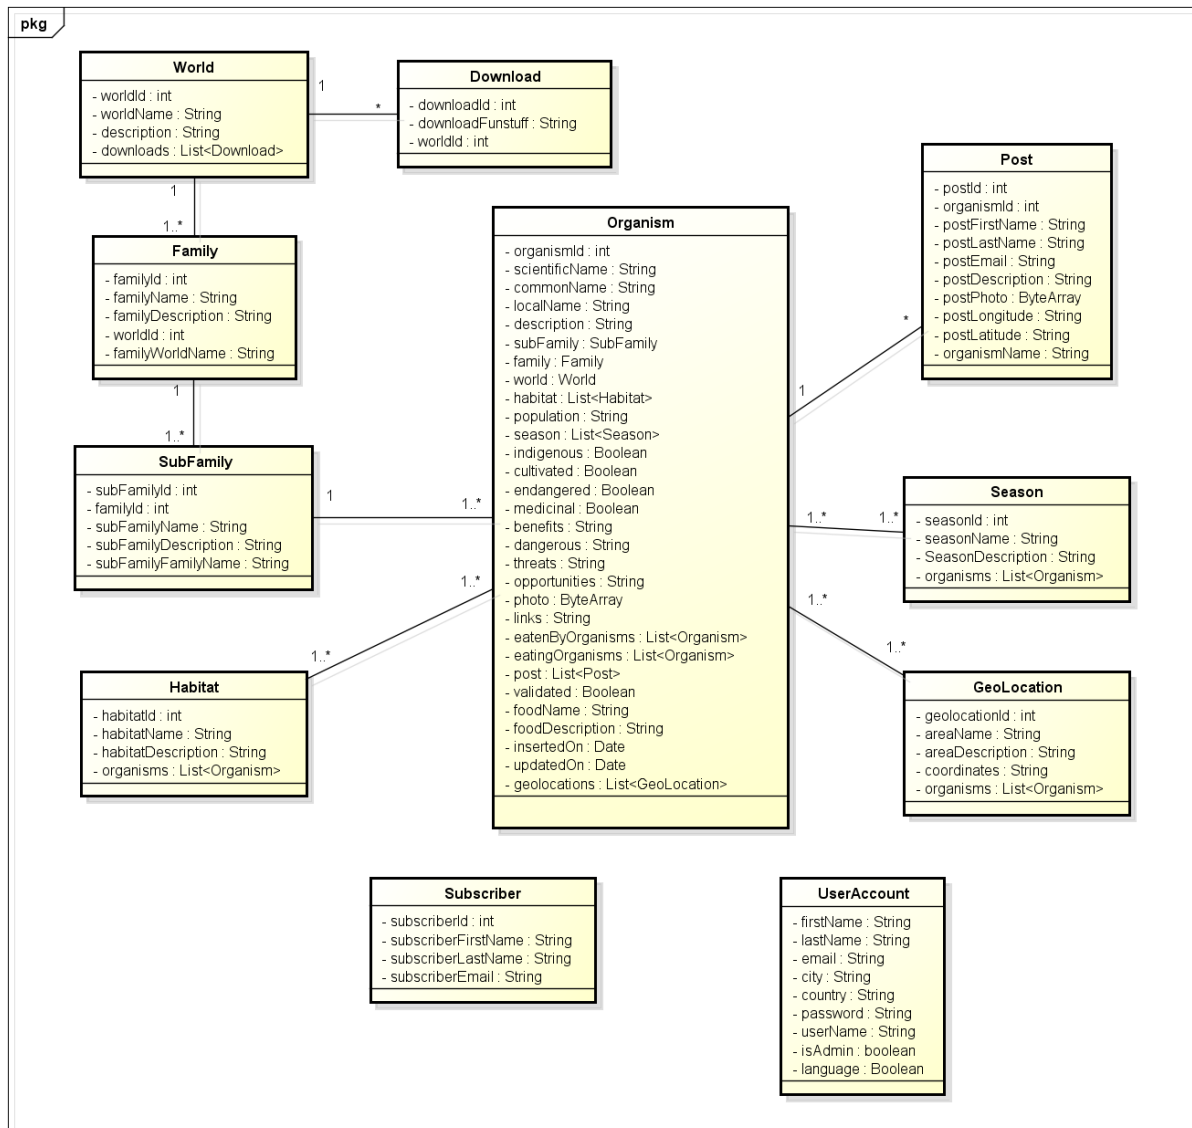 pkg
World
- worldId : int
- worldName : String
- description : String
- downloads : List<Download>
1
*
Download
- downloadId : int
- downloadFunstuff : String
- worldId : int
1
1..*
Family
- familyId : int
- familyName : String
- familyDescription : String
- worldId : int
- familyWorldName : String
1
1..*
SubFamily
- subFamilyId : int
- familyId : int
- subFamilyName : String
- subFamilyDescription : String
- subFamilyFamilyName : String
1
1..*
Organism
- organismId : int
- scientificName : String
- commonName : String
- localName : String
- description : String
- subFamily : SubFamily
- family : Family
- world : World
- habitat : List<Habitat>
- population : String
- season : List<Season>
- indigenous : Boolean
- cultivated : Boolean
- endangered : Boolean
- medicinal : Boolean
- benefits : String
- dangerous : String
- threats : String
- opportunities : String
- photo : ByteArray
- links : String
- eatenByOrganisms : List<Organism>
- eatingOrganisms : List<Organism>
- post : List<Post>
- validated : Boolean
- foodName : String
- foodDescription : String
- insertedOn : Date
- updatedOn : Date
- geolocations : List<GeoLocation>
1
*
Post
- postId : int
- organismId : int
- postFirstName : String
- postLastName : String
- postEmail : String
- postDescription : String
- postPhoto : ByteArray
- postLongitude : String
- postLatitude : String
- organismName : String
1..*
1..*
Season
- seasonId : int
- seasonName : String
- SeasonDescription : String
- organisms : List<Organism>
1..*
1..*
GeoLocation
- geolocationId : int
- areaName : String
- areaDescription : String
- coordinates : String
- organisms : List<Organism>
1..*
1..*
Habitat
- habitatId : int
- habitatName : String
- habitatDescription : String
- organisms : List<Organism>
Subscriber
- subscriberId : int
- subscriberFirstName : String
- subscriberLastName : String
- subscriberEmail : String
UserAccount
- firstName : String
- lastName : String
- email : String
- city : String
- country : String
- password : String
- userName : String
- isAdmin : boolean
- language : Boolean